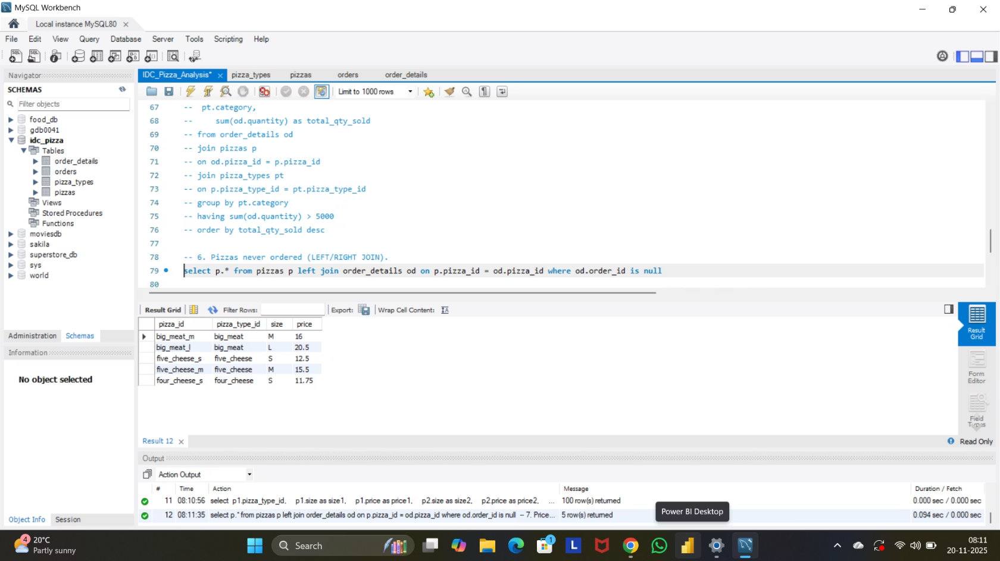 MySQL Workbench
Local instance MySQL80
File Edit View Query Database Server Tools Scripting Help
Navigator
SCHEMAS
Filter objects
food_db
gdb0041
idc_pizza
Tables
order_details
orders
pizza_types
pizzas
Views
Stored Procedures
Functions
moviesdb
sakila
superstore_db
sys
world
Administration Schemas
Information
No object selected
Object Info Session
IDC_Pizza_Analysis* pizza_types pizzas orders order_details
Limit to 1000 rows
67 -- pt.category,
68 -- sum(od.quantity) as total_qty_sold
69 -- from order_details od
70 -- join pizzas p
71 -- on od.pizza_id = p.pizza_id
72 -- join pizza_types pt
73 -- on p.pizza_type_id = pt.pizza_type_id
74 -- group by pt.category
75 -- having sum(od.quantity) > 5000
76 -- order by total_qty_sold desc
77
78 -- 6. Pizzas never ordered (LEFT/RIGHT JOIN).
79 select p.* from pizzas p left join order_details od on p.pizza_id = od.pizza_id where od.order_id is null
80
Result Grid Filter Rows: Export: Wrap Cell Content: IA
pizza_id pizza_type_id size price
big_meat_m big_meat M 16
big_meat_l big_meat L 20.5
five_cheese_s five_cheese S 12.5
five_cheese_m five_cheese M 15.5
four_cheese_s four_cheese S 11.75
Result Grid
Form Editor
Field Types
Result 12
Read Only
Output
Action Output
# Time Action Message Duration / Fetch
11 08:10:56 select p1.pizza_type_id, p1.size as size1, p1.price as price1, p2.size as size2, p2.price as price2, ... 100 row(s) returned 0.000 sec / 0.000 sec
12 08:11:35 select p.* from pizzas p left join order_details od on p.pizza_id = od.pizza_id where od.order_id is null -- 7. Price... 5 row(s) returned 0.094 sec / 0.000 sec
Power BI Desktop
4
20°C
Partly sunny
Search
1
L
08:11
20-11-2025